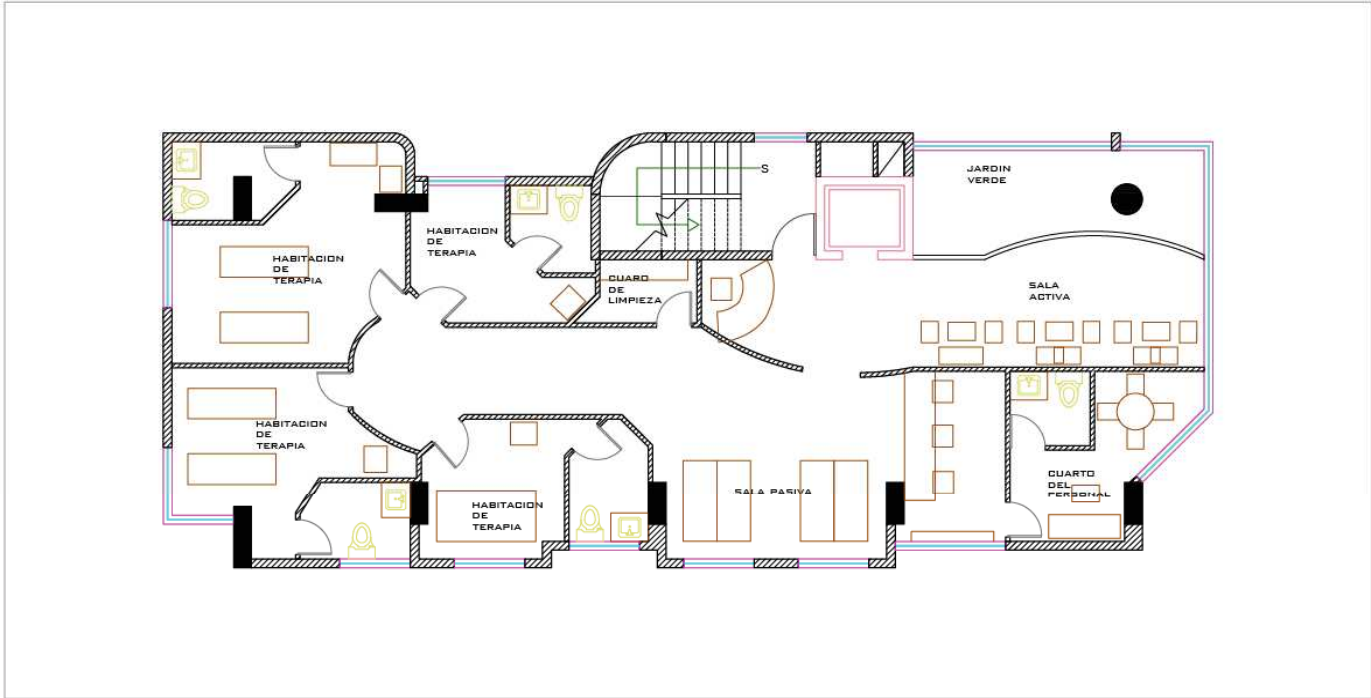 S
JARDIN
VERDE
HABITACION
DE
TERAPIA
HABITACION
DE
TERAPIA
CUARO
DE
LIMPIEZA
SALA
ACTIVA
HABITACION
DE
TERAPIA
CUARTO
DEL
PERSONAL
SALA PASIVA
HABITACION
DE
TERAPIA